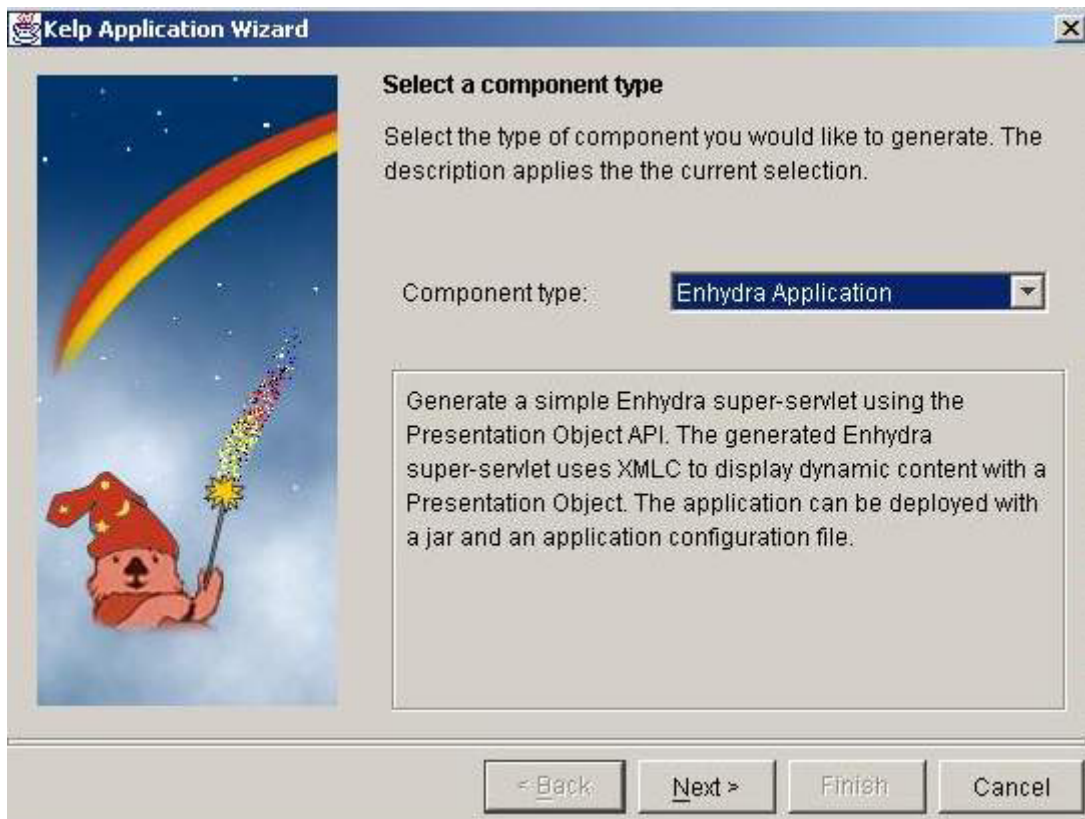 Kelp Application Wizard
Select a component type
Select the type of component you would like to generate. The
description applies the the current selection.
Component type:
Enhydra Application
Generate a simple Enhydra super-servlet using the
Presentation Object API. The generated Enhydra
super-servlet uses XMLC to display dynamic content with a
Presentation Object. The application can be deployed with
a jar and an application configuration file.
< Back
Next >
Finish
Cancel